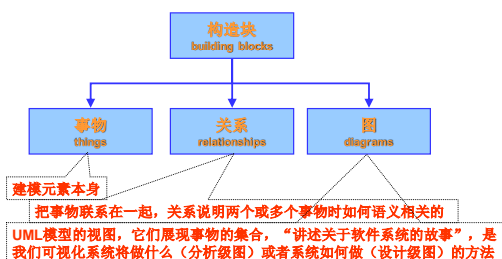 构造块
building blocks
事物
things
关系
relationships
图
diagrams
建模元素本身
把事物联系在一起，关系说明两个或多个事物时如何语义相关的
UML模型的视图，它们展现事物的集合，“讲述关于软件系统的故事”，是
我们可视化系统将做什么（分析级图）或者系统如何做（设计级图）的方法